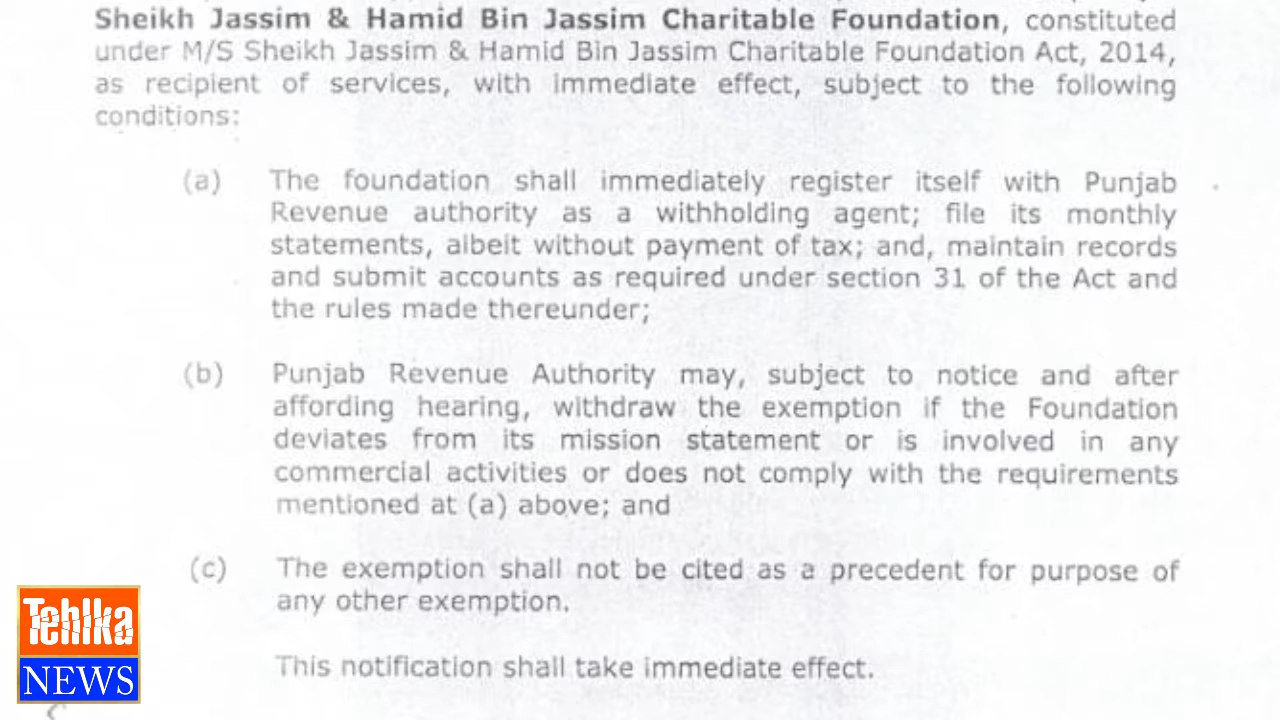 Sheikh Jassim & Hamid Bin Jassim Charitable Foundation, constituted
under M/S Sheikh Jassim & Hamid Bin Jassim Charitable Foundation Act, 2014,
as recipient of services, with immediate effect, subject to the following
conditions:
(a) The foundation shall immediately register itself with Punjab
Revenue authority as a withholding agent; file its monthly
statements, albeit without payment of tax; and, maintain records
and submit accounts as required under section 31 of the Act and
the rules made thereunder;
(b) Punjab Revenue Authority may, subject to notice and after
affording hearing, withdraw the exemption if the Foundation
deviates from its mission statement or is involved in any
commercial activities or does not comply with the requirements
mentioned at (a) above; and
(c) The exemption shall not be cited as a precedent for purpose of
any other exemption.
This notification shall take immediate effect.
Tehlka
NEWS